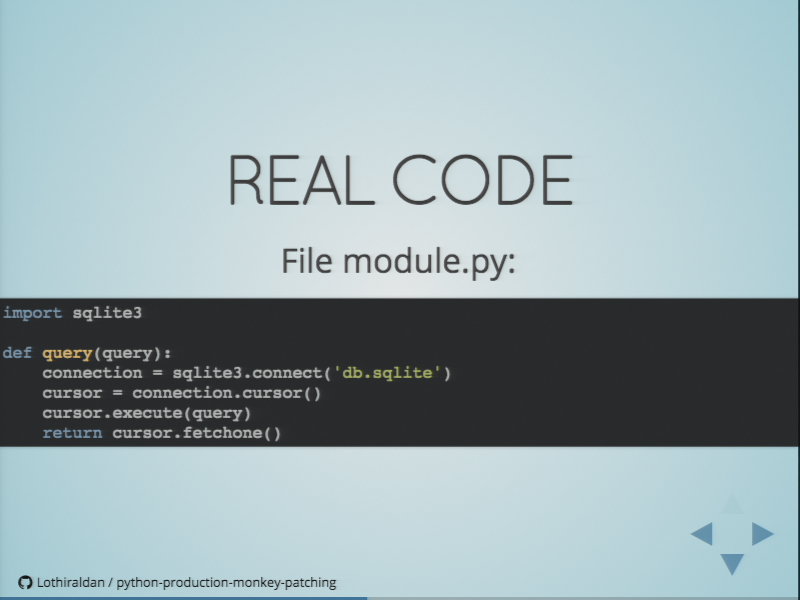 REAL CODE
File module.py:
import sqlite3
def query(query):
    connection = sqlite3.connect('db.sqlite')
    cursor = connection.cursor()
    cursor.execute(query)
    return cursor.fetchone()
Lothiraldan / python-production-monkey-patching